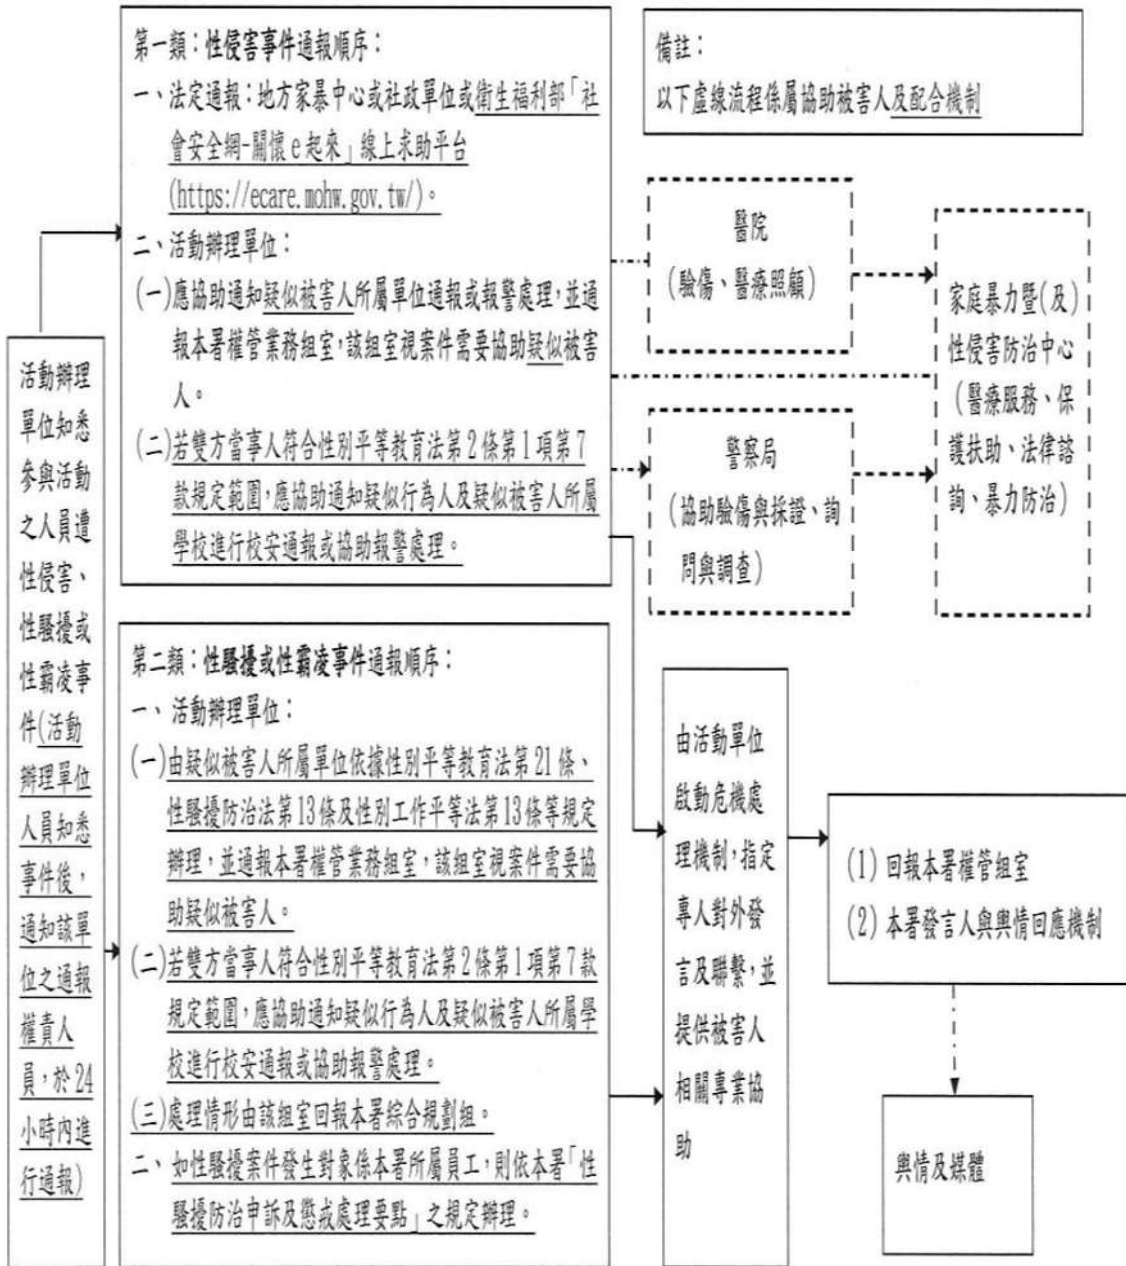 第一類：性侵害事件通報順序：
一、法定通報：地方家暴中心或社政單位或衛生福利部「社
會安全網-關懷e起來」線上求助平台
(https://ecare.mohw.gov.tw/)。
二、活動辦理單位：
(一)應協助通知疑似被害人所屬單位通報或報警處理，並通
報本署權管業務組室，該組室視案件需要協助疑似被害
人。
(二)若雙方當事人符合性別平等教育法第2條第1項第7
款規定範圍，應協助通知疑似行為人及疑似被害人所屬
學校進行校安通報或協助報警處理。
備註：
以下虛線流程係屬協助被害人及配合機制
醫院
(驗傷、醫療照顧)
警察局
(協助驗傷與採證、詢
問與調查)
家庭暴力暨(及)
性侵害防治中心
(醫療服務、保
護扶助、法律諮
詢、暴力防治)
活動辦理
單位知悉
參與活動
之人員遭
性侵害、
性騷擾或
性霸凌事
件(活動
辦理單位
人員知悉
事件後，
通知該單
位之通報
權責人
員，於24
小時內進
行通報)
第二類：性騷擾或性霸凌事件通報順序：
一、活動辦理單位：
(一)由疑似被害人所屬單位依據性別平等教育法第21條、
性騷擾防治法第13條及性別工作平等法第13條等規定
辦理，並通報本署權管業務組室，該組室視案件需要協
助疑似被害人。
(二)若雙方當事人符合性別平等教育法第2條第1項第7款
規定範圍，應協助通知疑似行為人及疑似被害人所屬學
校進行校安通報或協助報警處理。
(三)處理情形由該組室回報本署綜合規劃組。
二、如性騷擾案件發生對象係本署所屬員工，則依本署「性
騷擾防治申訴及懲戒處理要點」之規定辦理。
由活動單位
啟動危機處
理機制，指定
專人對外發
言及聯繫，並
提供被害人
相關專業協
助
(1) 回報本署權管組室
(2) 本署發言人與輿情回應機制
輿情及媒體